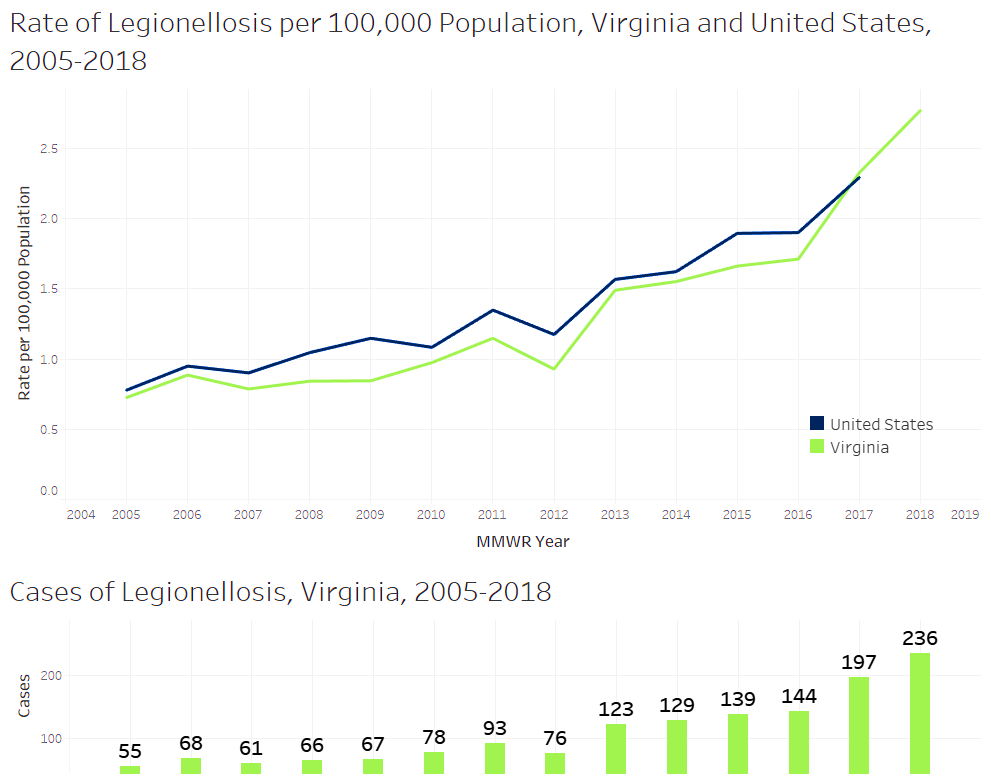 Rate of Legionellosis per 100,000 Population, Virginia and United States,
2005-2018
Rate per 100,000 Population
2.5
2.0
1.5
1.0
0.5
0.0
United States
Virginia
2004 2005 2006 2007 2008 2009 2010 2011 2012 2013 2014 2015 2016 2017 2018 2019
MMWR Year
Cases of Legionellosis, Virginia, 2005-2018
Cases
200
100
55 68 61 66 67 78 93 76 123 129 139 144 197 236